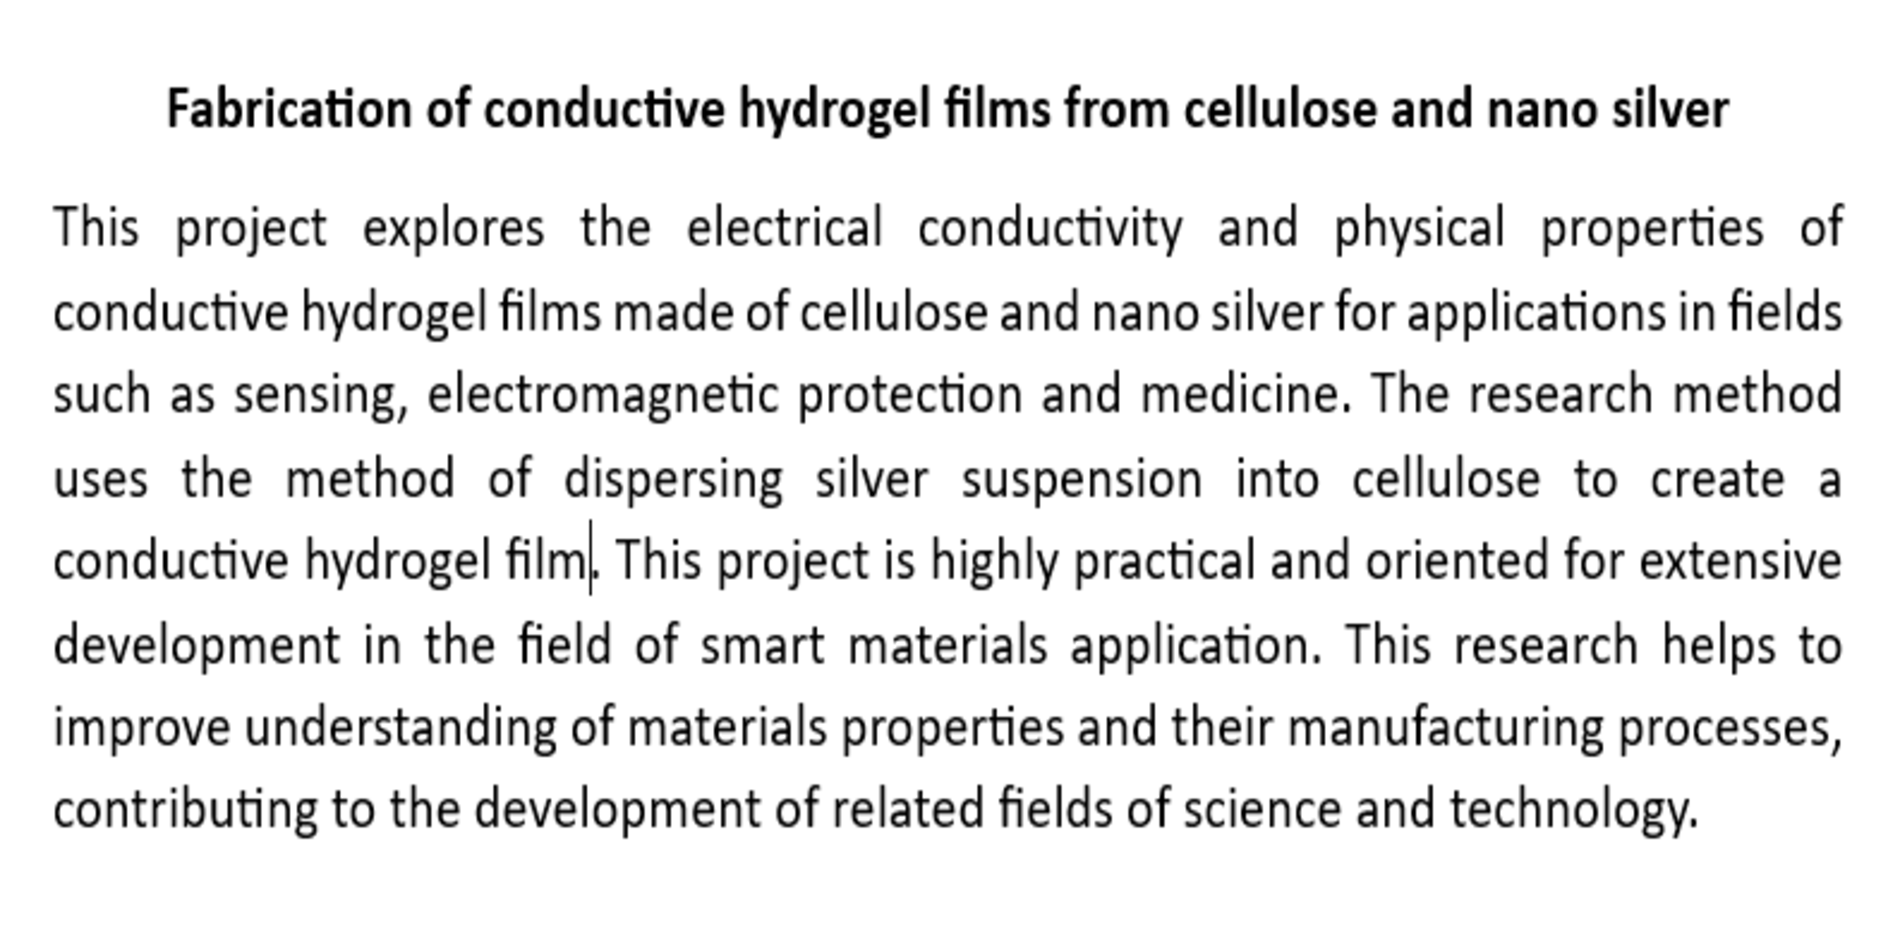 Fabrication of conductive hydrogel films from cellulose and nano silver
This project explores the electrical conductivity and physical properties of
conductive hydrogel films made of cellulose and nano silver for applications in fields
such as sensing, electromagnetic protection and medicine. The research method
uses the method of dispersing silver suspension into cellulose to create a
conductive hydrogel film. This project is highly practical and oriented for extensive
development in the field of smart materials application. This research helps to
improve understanding of materials properties and their manufacturing processes,
contributing to the development of related fields of science and technology.